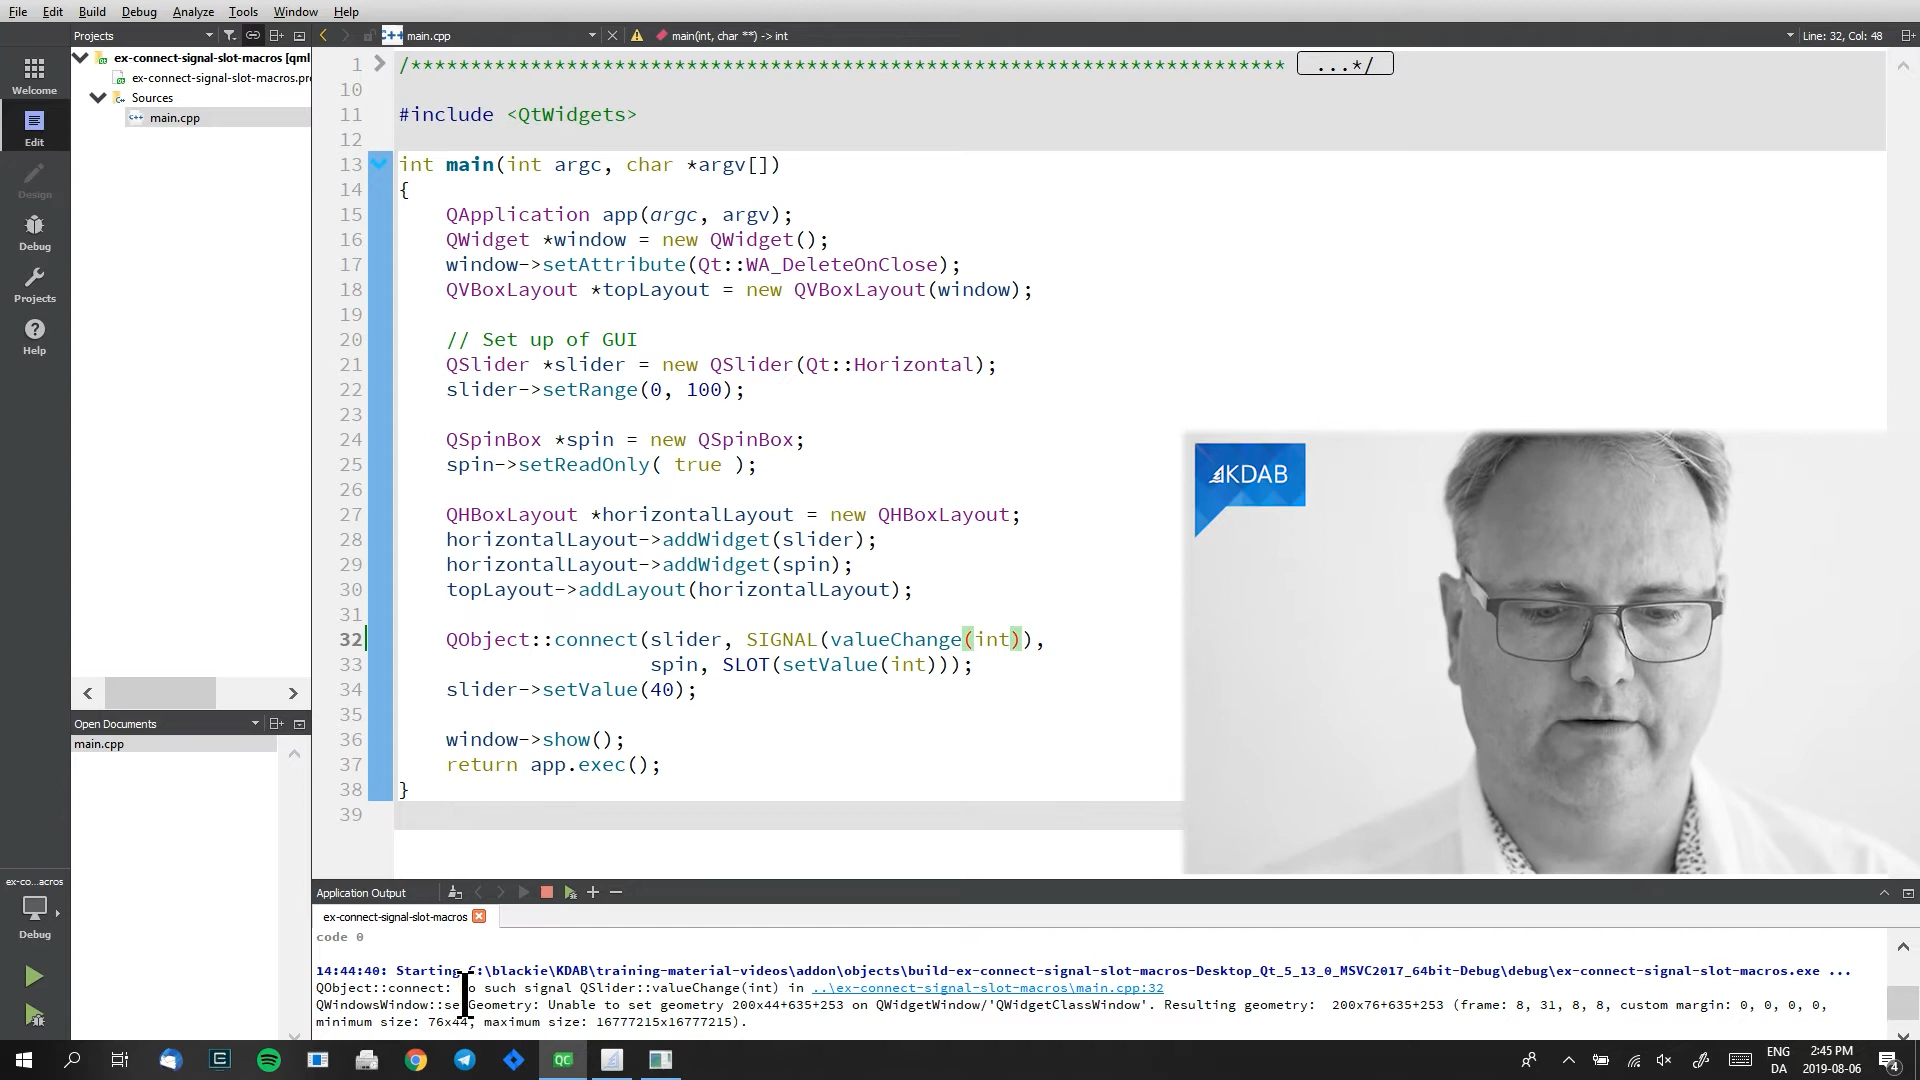 File Edit Build Debug Analyze Tools Window Help
Projects
main.cpp
main(int, char **) -> int
Line: 32, Col: 48
Welcome
Edit
Design
Debug
Projects
Help
ex-connect-signal-slot-macros [qml
ex-connect-signal-slot-macros.pr
Sources
main.cpp
1 /************************************************************************* ...*/
10
11 #include <QtWidgets>
12
13 int main(int argc, char *argv[])
14 {
15 QApplication app(argc, argv);
16 QWidget *window = new QWidget();
17 window->setAttribute(Qt::WA_DeleteOnClose);
18 QVBoxLayout *topLayout = new QVBoxLayout(window);
19
20 // Set up of GUI
21 QSlider *slider = new QSlider(Qt::Horizontal);
22 slider->setRange(0, 100);
23
24 QSpinBox *spin = new QSpinBox;
25 spin->setReadOnly( true );
26
27 QHBoxLayout *horizontalLayout = new QHBoxLayout;
28 horizontalLayout->addWidget(slider);
29 horizontalLayout->addWidget(spin);
30 topLayout->addLayout(horizontalLayout);
31
32 QObject::connect(slider, SIGNAL(valueChange(int)),
33 spin, SLOT(setValue(int)));
34 slider->setValue(40);
35
36 window->show();
37 return app.exec();
38 }
39
KDAB
Open Documents
main.cpp
ex-co...acros
Debug
Application Output
ex-connect-signal-slot-macros
code 0
14:44:40: Starting C:\blackie\KDAB\training-material-videos\addon\objects\build-ex-connect-signal-slot-macros-Desktop_Qt_5_13_0_MSVC2017_64bit-Debug\debug\ex-connect-signal-slot-macros.exe ...
QObject::connect: No such signal QSlider::valueChange(int) in ..\ex-connect-signal-slot-macros\main.cpp:32
QWindowsWindow::setGeometry: Unable to set geometry 200x44+635+253 on QWidgetWindow/'QWidgetClassWindow'. Resulting geometry: 200x76+635+253 (frame: 8, 31, 8, 8, custom margin: 0, 0, 0, 0,
minimum size: 76x44, maximum size: 16777215x16777215).
QC
ENG
DA
2:45 PM
2019-08-06
4